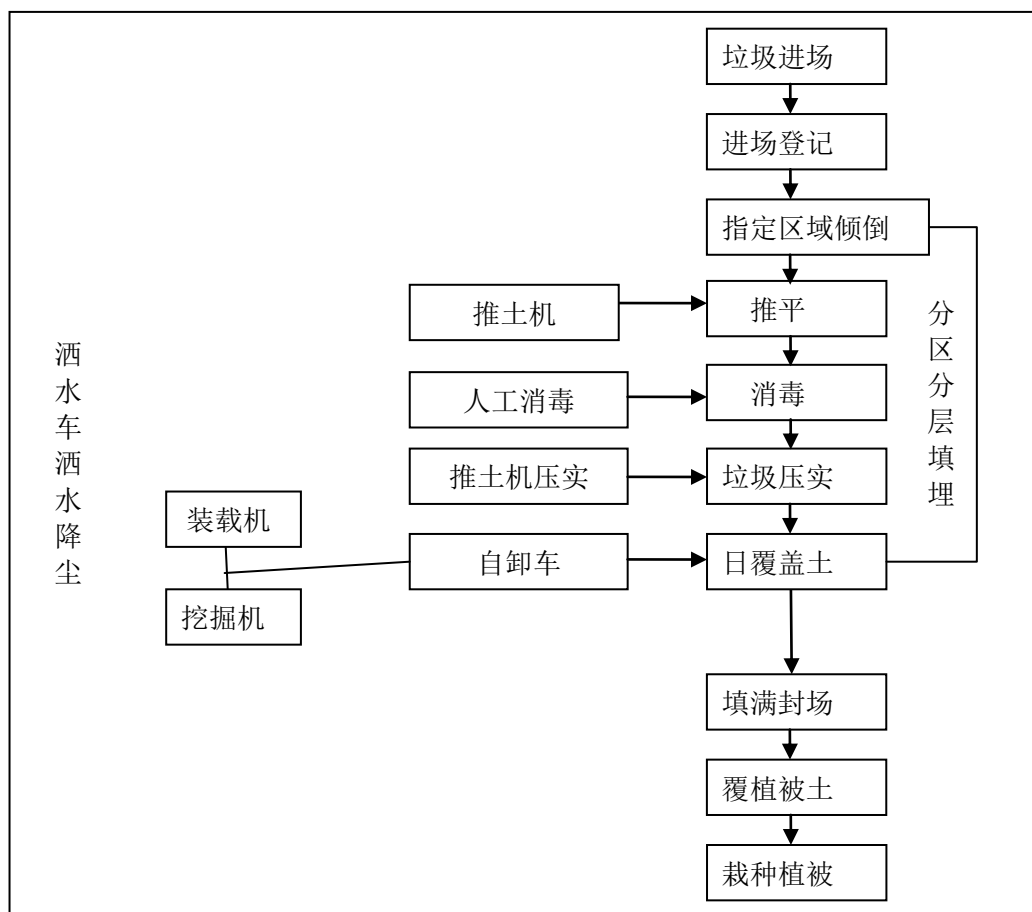 垃圾进场
进场登记
指定区域倾倒
推土机
推平
人工消毒
消毒
推土机压实
垃圾压实
装载机
挖掘机
自卸车
日覆盖土
填满封场
覆植被土
栽种植被
洒水车洒水降尘
分区分层填埋